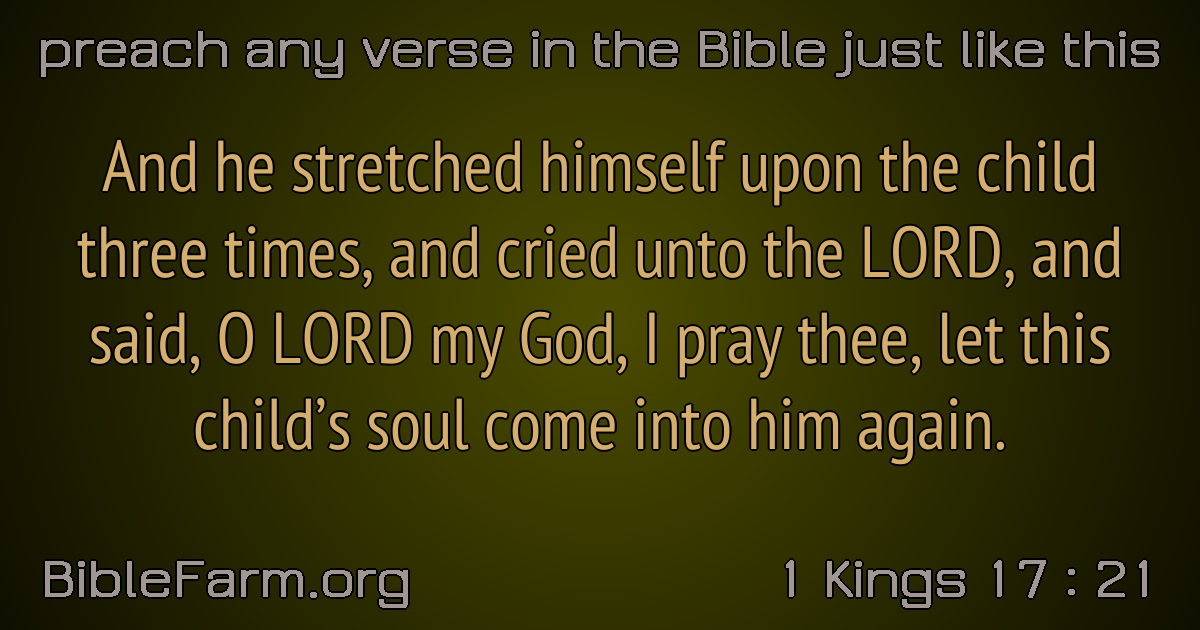 preach any verse in the Bible just like this
And he stretched himself upon the child
three times, and cried unto the LORD, and
said, O LORD my God, I pray thee, let this
child’s soul come into him again.
BibleFarm.org
1 Kings 17 : 21